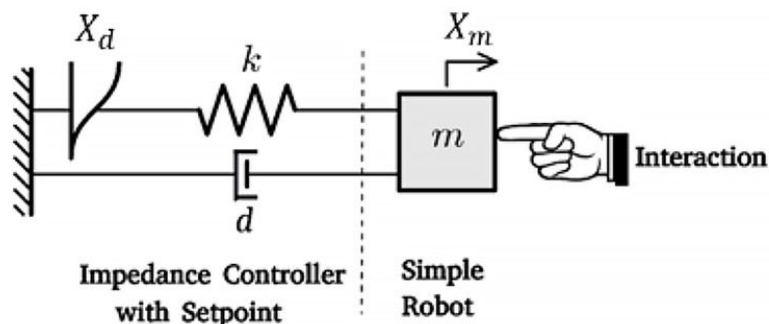 X_d
k
X_m
m
Interaction
d
Impedance Controller
with Setpoint
Simple
Robot